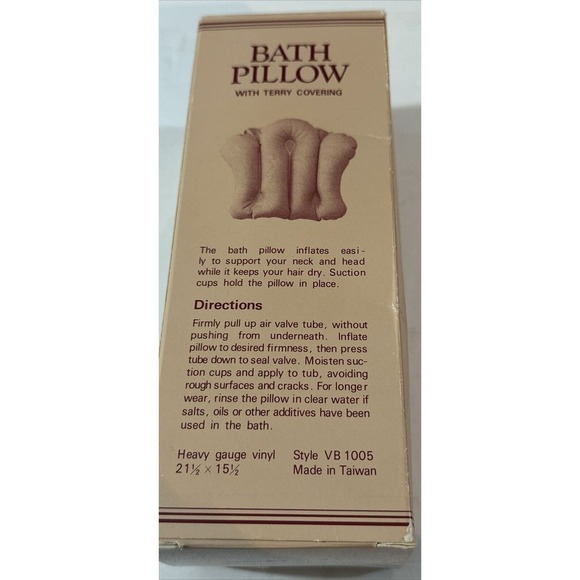 BATH
PILLOW
WITH TERRY COVERING
The bath pillow inflates easi-
ly to support your neck and head
while it keeps your hair dry. Suction
cups hold the pillow in place.
Directions
Firmly pull up air valve tube, without
pushing from underneath. Inflate
pillow to desired firmness, then press
tube down to seal valve. Moisten suc-
tion cups and apply to tub, avoiding
rough surfaces and cracks. For longer
wear, rinse the pillow in clear water if
salts, oils or other additives have been
used in the bath.
Heavy gauge vinyl Style VB 1005
21½ × 15½ Made in Taiwan